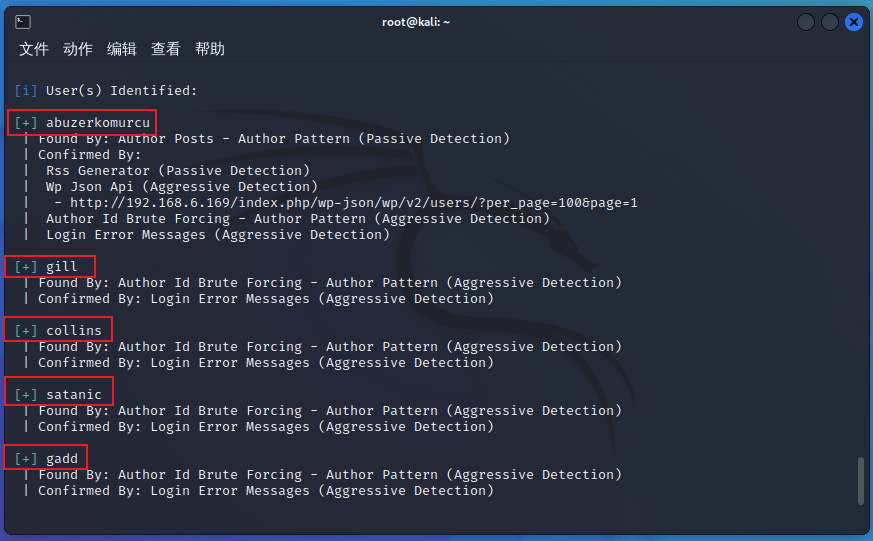 root@kali: ~
文件 动作 编辑 查看 帮助
[i] User(s) Identified:
[+] abuzerkomurcu
| Found By: Author Posts - Author Pattern (Passive Detection)
| Confirmed By:
|  Rss Generator (Passive Detection)
|  Wp Json Api (Aggressive Detection)
|   - http://192.168.6.169/index.php/wp-json/wp/v2/users/?per_page=100&page=1
|  Author Id Brute Forcing - Author Pattern (Aggressive Detection)
|  Login Error Messages (Aggressive Detection)
[+] gill
| Found By: Author Id Brute Forcing - Author Pattern (Aggressive Detection)
| Confirmed By: Login Error Messages (Aggressive Detection)
[+] collins
| Found By: Author Id Brute Forcing - Author Pattern (Aggressive Detection)
| Confirmed By: Login Error Messages (Aggressive Detection)
[+] satanic
| Found By: Author Id Brute Forcing - Author Pattern (Aggressive Detection)
| Confirmed By: Login Error Messages (Aggressive Detection)
[+] gadd
| Found By: Author Id Brute Forcing - Author Pattern (Aggressive Detection)
| Confirmed By: Login Error Messages (Aggressive Detection)